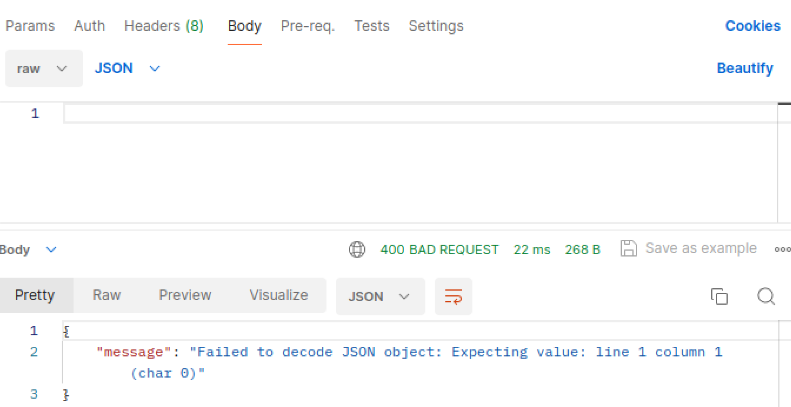 Params Auth Headers (8) Body Pre-req. Tests Settings Cookies
raw JSON Beautify
1
Body 400 BAD REQUEST 22 ms 268 B Save as example
Pretty Raw Preview Visualize JSON
1 {
2 "message": "Failed to decode JSON object: Expecting value: line 1 column 1
(char 0)"
3 }